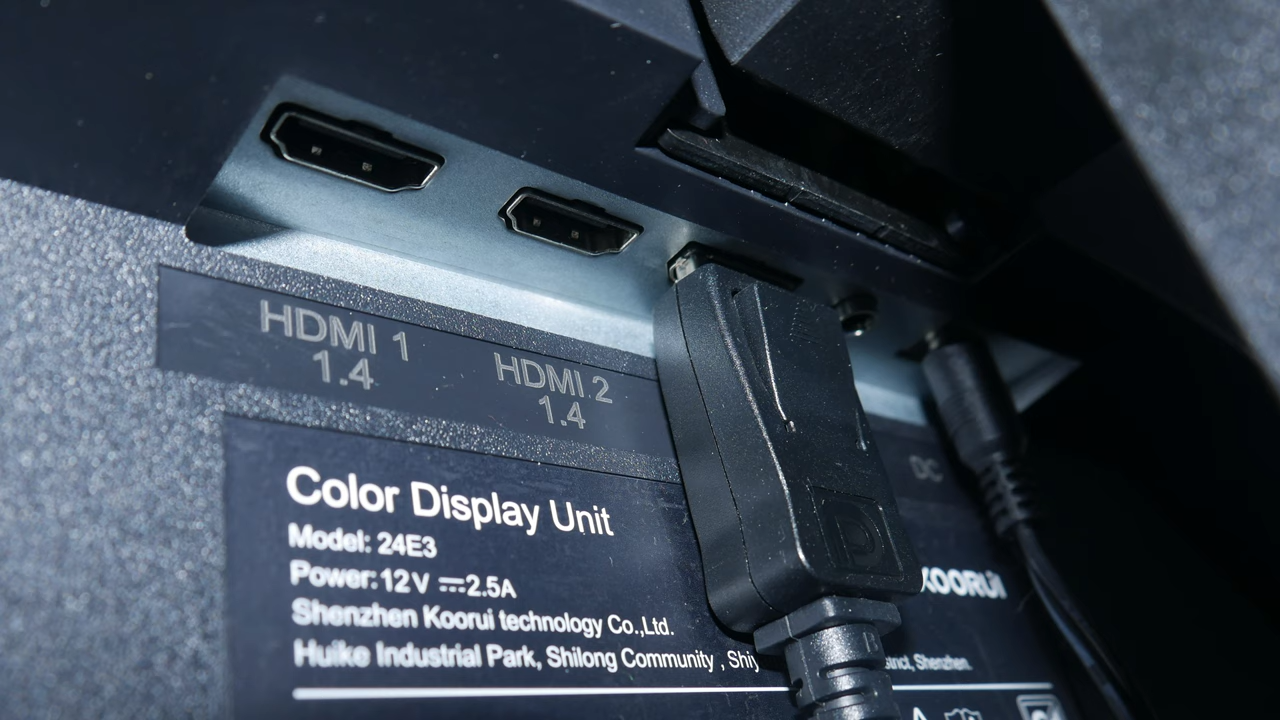 HDMI 1
1.4
HDMI 2
1.4
DC
Color Display Unit
Model: 24E3
Power: 12V ⎓2.5A
KOORUI
Shenzhen Koorui technology Co.,Ltd.
Huike Industrial Park, Shilong Community , Shenzhen.